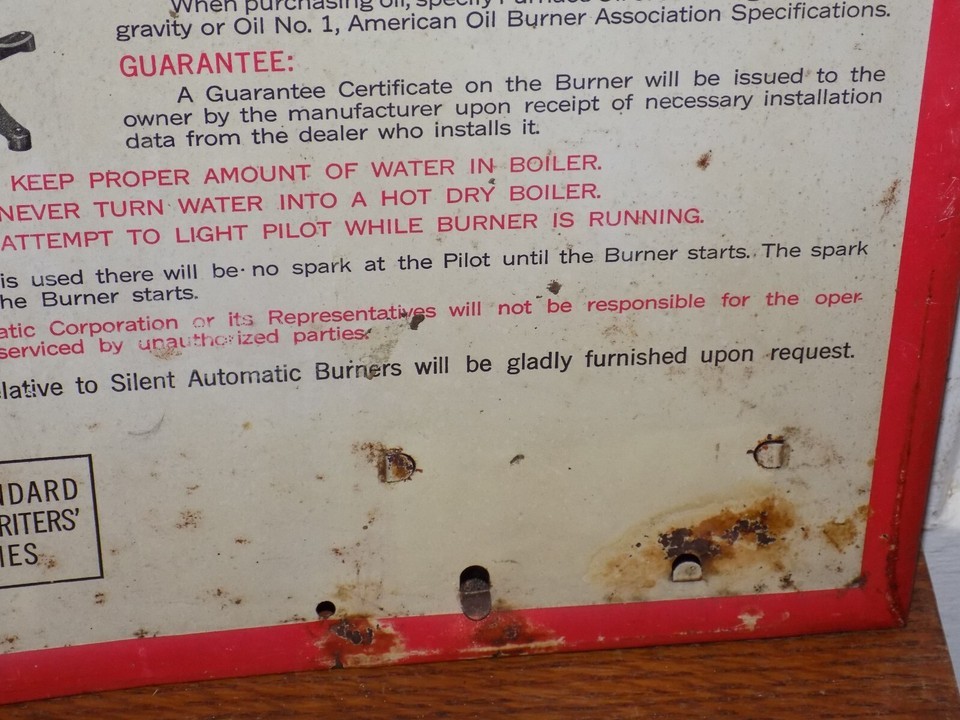 When purchasing oil, specify Furnace Oil
gravity or Oil No. 1, American Oil Burner Association Specifications.
GUARANTEE:
A Guarantee Certificate on the Burner will be issued to the
owner by the manufacturer upon receipt of necessary installation
data from the dealer who installs it.
KEEP PROPER AMOUNT OF WATER IN BOILER.
NEVER TURN WATER INTO A HOT DRY BOILER.
ATTEMPT TO LIGHT PILOT WHILE BURNER IS RUNNING.
is used there will be no spark at the Pilot until the Burner starts. The spark
he Burner starts.
atic Corporation or its Representatives will not be responsible for the oper-
serviced by unauthorized parties.
elative to Silent Automatic Burners will be gladly furnished upon request.
NDARD
RITERS'
IES